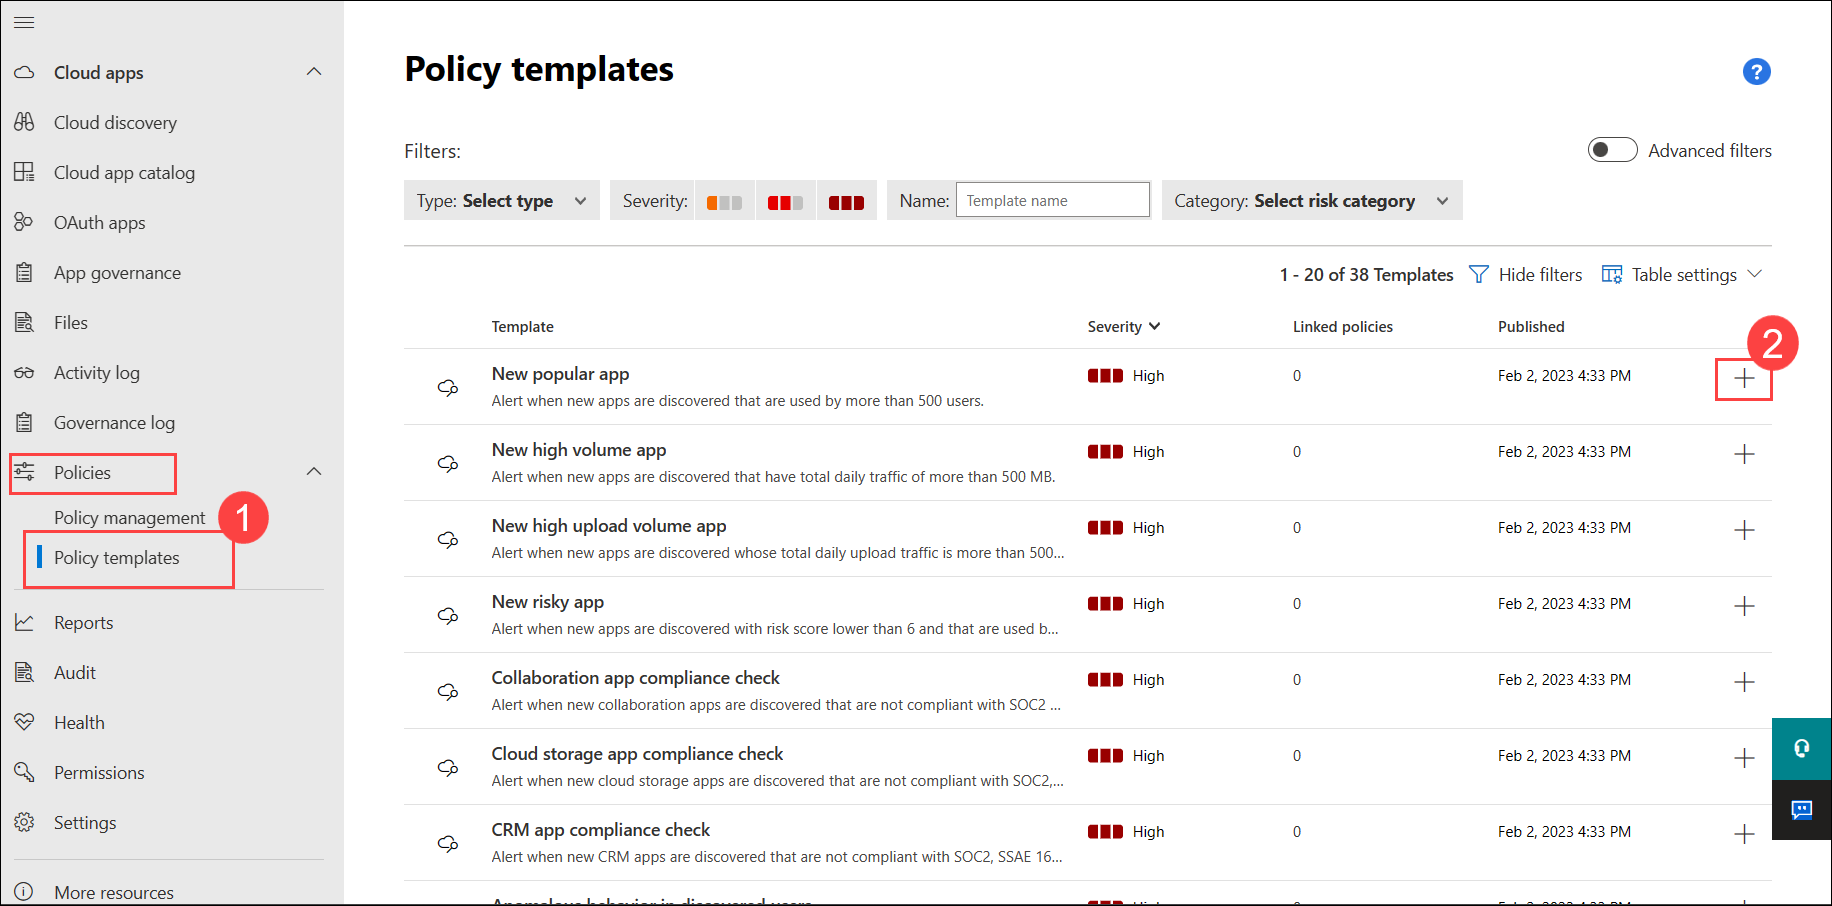 Cloud apps
Cloud discovery
Cloud app catalog
OAuth apps
App governance
Files
Activity log
Governance log
Policies
Policy management
1
Policy templates
Reports
Audit
Health
Permissions
Settings
More resources
Policy templates
?
Filters:
Advanced filters
Type: Select type
Severity:
Name: Template name
Category: Select risk category
1 - 20 of 38 Templates Hide filters Table settings
Template Severity Linked policies Published
2
New popular app High 0 Feb 2, 2023 4:33 PM
Alert when new apps are discovered that are used by more than 500 users.
New high volume app High 0 Feb 2, 2023 4:33 PM
Alert when new apps are discovered that have total daily traffic of more than 500 MB.
New high upload volume app High 0 Feb 2, 2023 4:33 PM
Alert when new apps are discovered whose total daily upload traffic is more than 500...
New risky app High 0 Feb 2, 2023 4:33 PM
Alert when new apps are discovered with risk score lower than 6 and that are used b...
Collaboration app compliance check High 0 Feb 2, 2023 4:33 PM
Alert when new collaboration apps are discovered that are not compliant with SOC2 ...
Cloud storage app compliance check High 0 Feb 2, 2023 4:33 PM
Alert when new cloud storage apps are discovered that are not compliant with SOC2,...
CRM app compliance check High 0 Feb 2, 2023 4:33 PM
Alert when new CRM apps are discovered that are not compliant with SOC2, SSAE 16...
Anomalous behavior in discovered users